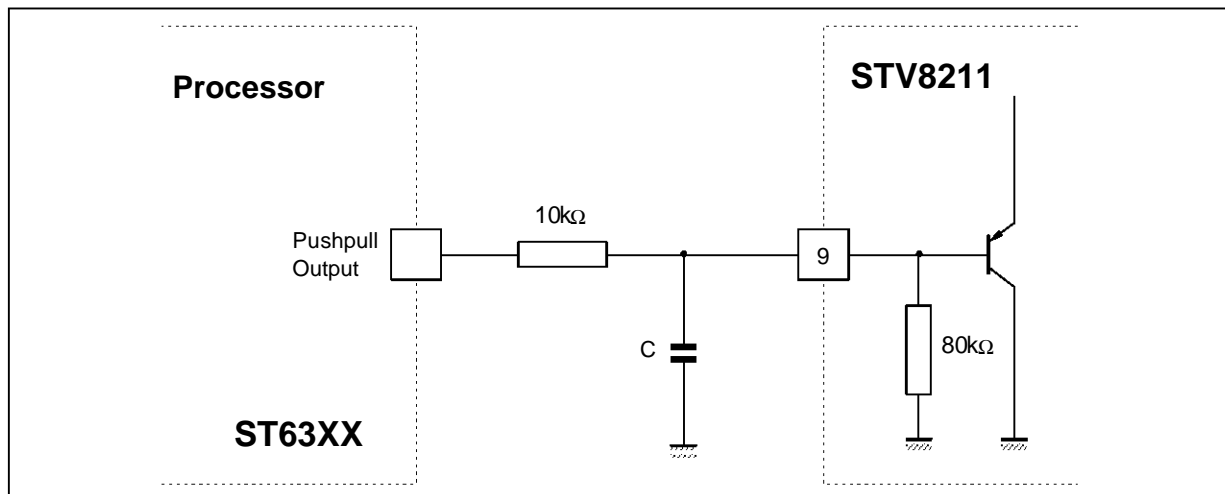 Processor
STV8211
10kΩ
Pushpull
Output
9
C
80kΩ
ST63XX